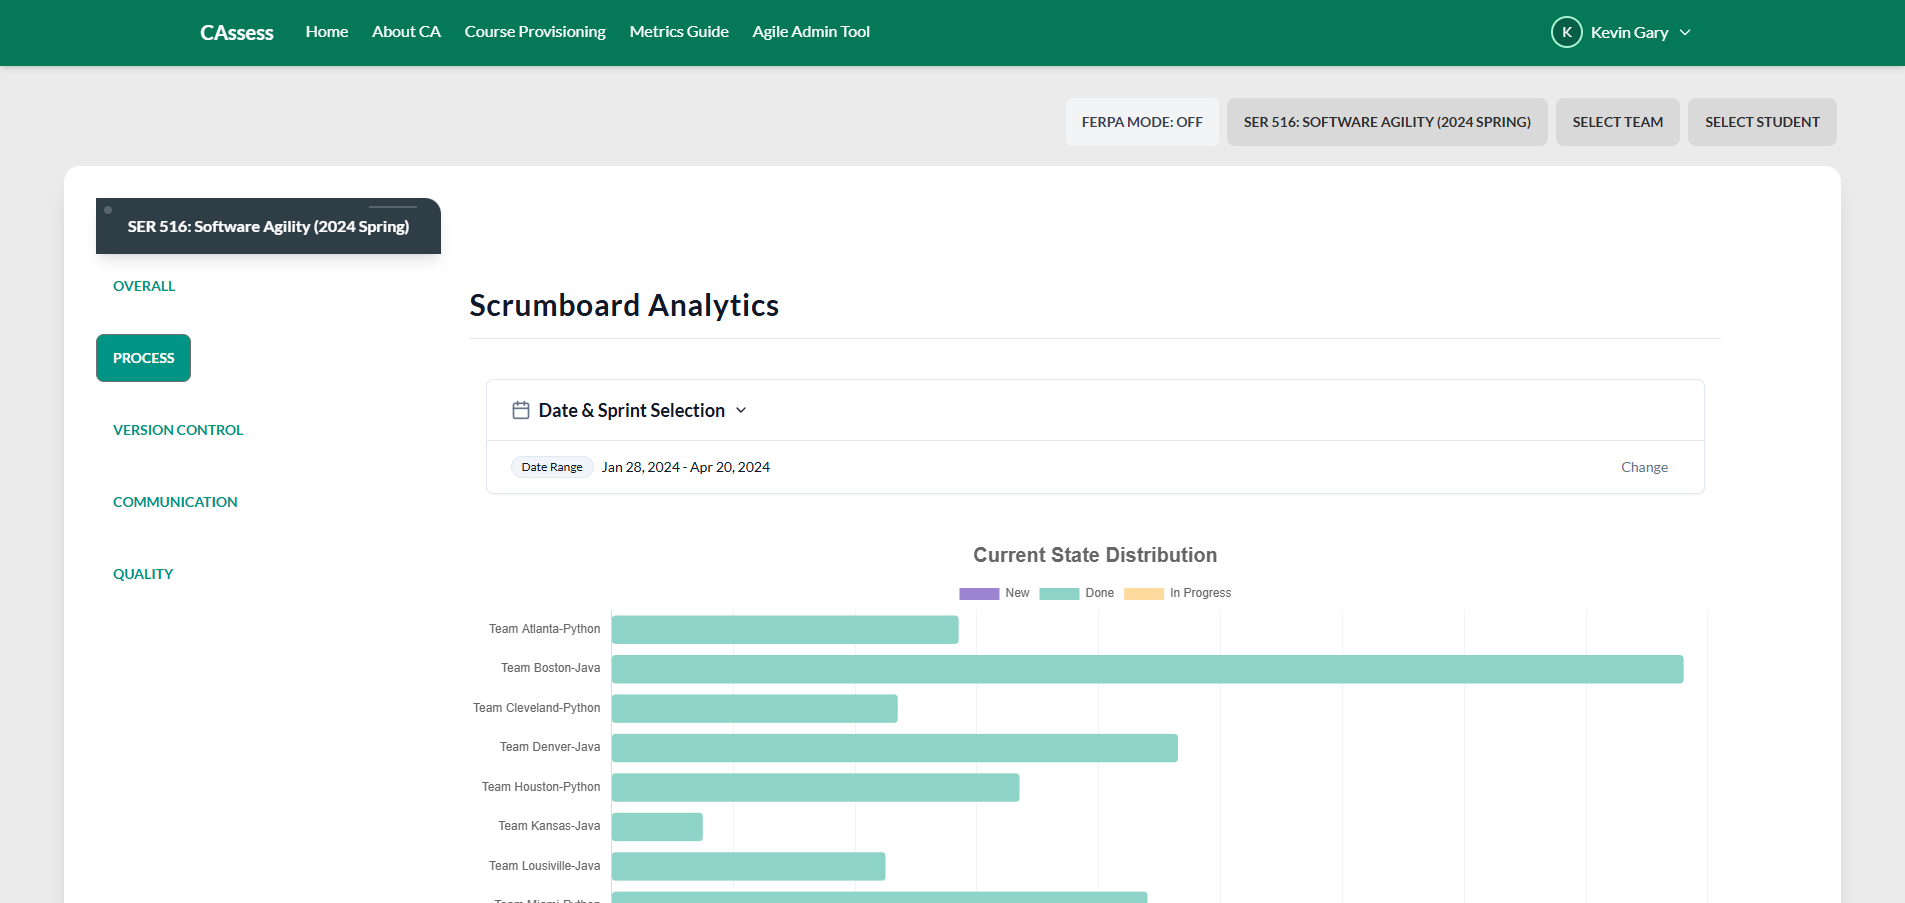 CAssess
Home
About CA
Course Provisioning
Metrics Guide
Agile Admin Tool
K
Kevin Gary
FERPA MODE: OFF
SER 516: SOFTWARE AGILITY (2024 SPRING)
SELECT TEAM
SELECT STUDENT
SER 516: Software Agility (2024 Spring)
OVERALL
PROCESS
VERSION CONTROL
COMMUNICATION
QUALITY
Scrumboard Analytics
Date & Sprint Selection
Date Range
Jan 28, 2024 - Apr 20, 2024
Change
Current State Distribution
New
Done
In Progress
Team Atlanta-Python
Team Boston-Java
Team Cleveland-Python
Team Denver-Java
Team Houston-Python
Team Kansas-Java
Team Lousiville-Java
Team Miami-Python